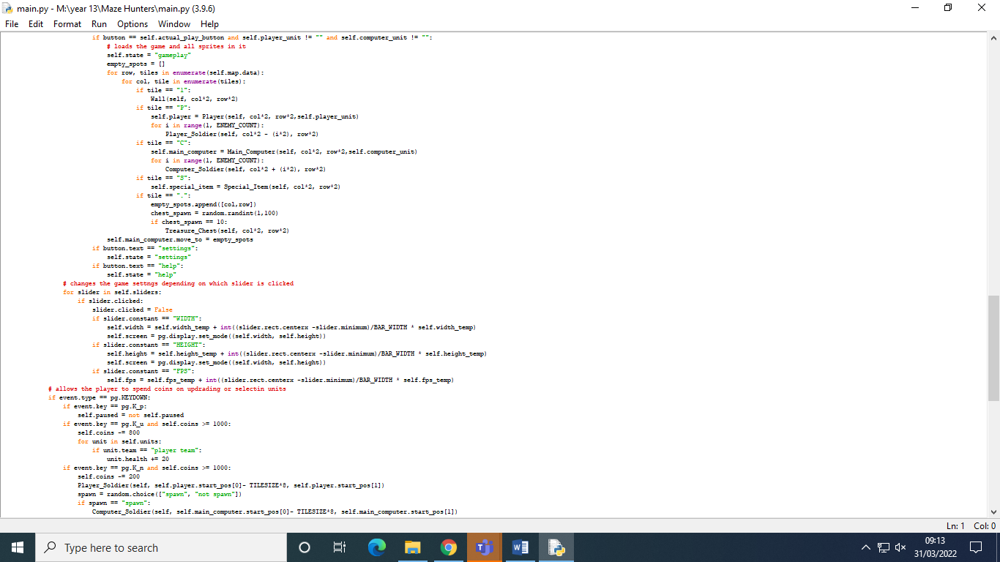 main.py - M:\year 13\Maze Hunters\main.py (3.9.6)
File Edit Format Run Options Window Help
if button == self.actual_play_button and self.player_unit != "" and self.computer_unit != "":
# loads the game and all sprites in it
self.state = "gameplay"
empty_spots = []
for row, tiles in enumerate(self.map.data):
for col, tile in enumerate(tiles):
if tile == "1":
Wall(self, col*2, row*2)
if tile == "P":
self.player = Player(self, col*2, row*2,self.player_unit)
for i in range(1, ENEMY_COUNT):
Player_Soldier(self, col*2 - (i*2), row*2)
if tile == "C":
self.main_computer = Main_Computer(self, col*2, row*2,self.computer_unit)
for i in range(1, ENEMY_COUNT):
Computer_Soldier(self, col*2 + (i*2), row*2)
if tile == "S":
self.special_item = Special_Item(self, col*2, row*2)
if tile == ".":
empty_spots.append([col,row])
chest_spawn = random.randint(1,100)
if chest_spawn == 10:
Treasure_Chest(self, col*2, row*2)
self.main_computer.move_to = empty_spots
if button.text == "settings":
self.state = "settings"
if button.text == "help":
self.state = "help"
# changes the game settngs depending on which slider is clicked
for slider in self.sliders:
if slider.clicked:
slider.clicked = False
if slider.constant == "WIDTH":
self.width = self.width_temp + int((slider.rect.centerx -slider.minimum)/BAR_WIDTH * self.width_temp)
self.screen = pg.display.set_mode((self.width, self.height))
if slider.constant == "HEIGHT":
self.height = self.height_temp + int((slider.rect.centerx -slider.minimum)/BAR_WIDTH * self.height_temp)
self.screen = pg.display.set_mode((self.width, self.height))
if slider.constant == "FPS":
self.fps = self.fps_temp + int((slider.rect.centerx -slider.minimum)/BAR_WIDTH * self.fps_temp)
# allows the player to spend coins on updrading or selectin units
if event.type == pg.KEYDOWN:
if event.key == pg.K_p:
self.paused = not self.paused
if event.key == pg.K_u and self.coins >= 1000:
self.coins -= 800
for unit in self.units:
if unit.team == "player team":
unit.health += 20
if event.key == pg.K_n and self.coins >= 1000:
self.coins -= 200
Player_Soldier(self, self.player.start_pos[0]- TILESIZE*8, self.player.start_pos[1])
spawn = random.choice(["spawn", "not spawn"])
if spawn == "spawn":
Computer_Soldier(self, self.main_computer.start_pos[0]- TILESIZE*8, self.main_computer.start_pos[1])
Ln: 1 Col: 0
Type here to search
09:13
31/03/2022